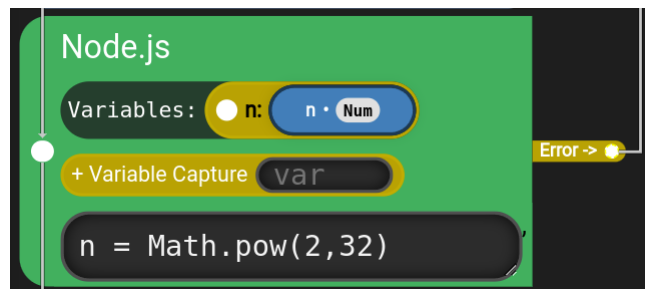 Node.js
Variables: n: n · Num
Error ->
+ Variable Capture var
n = Math.pow(2,32)
,